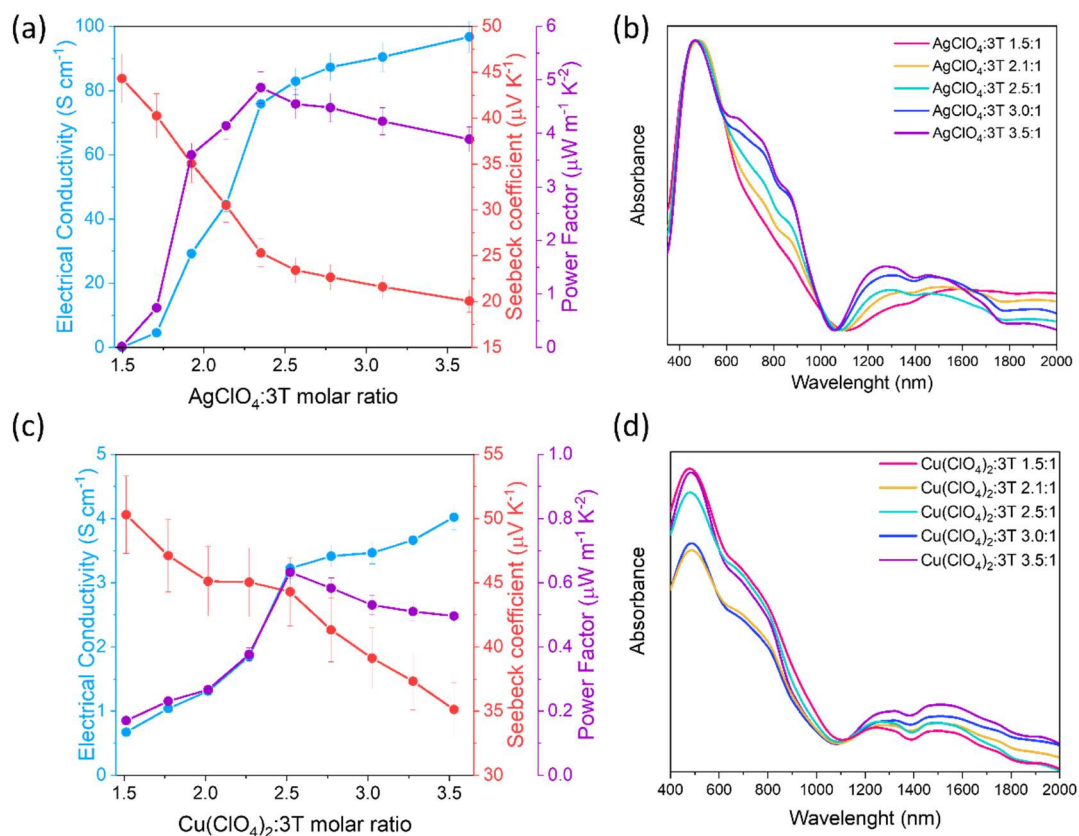 (a)
100
80
60
40
20
0
Electrical Conductivity (S cm⁻¹)
1.5 2.0 2.5 3.0 3.5
AgClO₄:3T molar ratio
50
45
40
35
30
25
20
15
Seebeck coefficient (μV K⁻¹)
6
5
4
3
2
1
0
Power Factor (μW m⁻¹ K⁻²)
(b)
AgClO₄:3T 1.5:1
AgClO₄:3T 2.1:1
AgClO₄:3T 2.5:1
AgClO₄:3T 3.0:1
AgClO₄:3T 3.5:1
Absorbance
400 600 800 1000 1200 1400 1600 1800 2000
Wavelenght (nm)
(c)
5
4
3
2
1
0
Electrical Conductivity (S cm⁻¹)
1.5 2.0 2.5 3.0 3.5
Cu(ClO₄)₂:3T molar ratio
55
50
45
40
35
30
Seebeck coefficient (μV K⁻¹)
1.0
0.8
0.6
0.4
0.2
0.0
Power Factor (μW m⁻¹ K⁻²)
(d)
Cu(ClO₄)₂:3T 1.5:1
Cu(ClO₄)₂:3T 2.1:1
Cu(ClO₄)₂:3T 2.5:1
Cu(ClO₄)₂:3T 3.0:1
Cu(ClO₄)₂:3T 3.5:1
Absorbance
400 600 800 1000 1200 1400 1600 1800 2000
Wavelenght (nm)